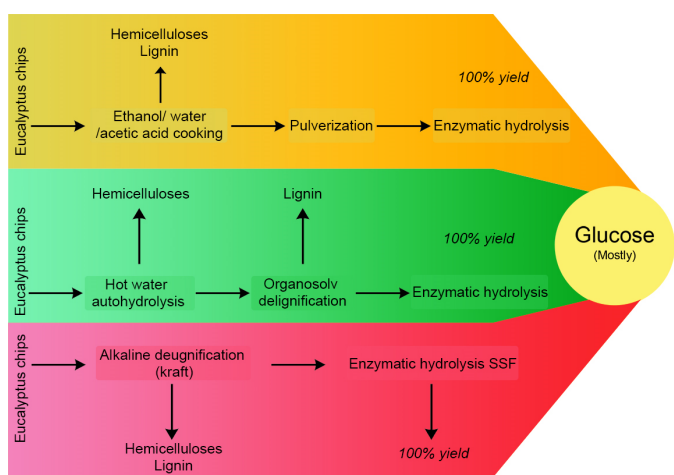 Eucalyptus chips
Hemicelluloses
Lignin
Ethanol/ water
/acetic acid cooking
Pulverization
100% yield
Enzymatic hydrolysis
Eucalyptus chips
Hemicelluloses
Hot water
autohydrolysis
Lignin
Organosolv
delignification
100% yield
Enzymatic hydrolysis
Eucalyptus chips
Alkaline deugnification
(kraft)
Hemicelluloses
Lignin
Enzymatic hydrolysis SSF
100% yield
Glucose
(Mostly)